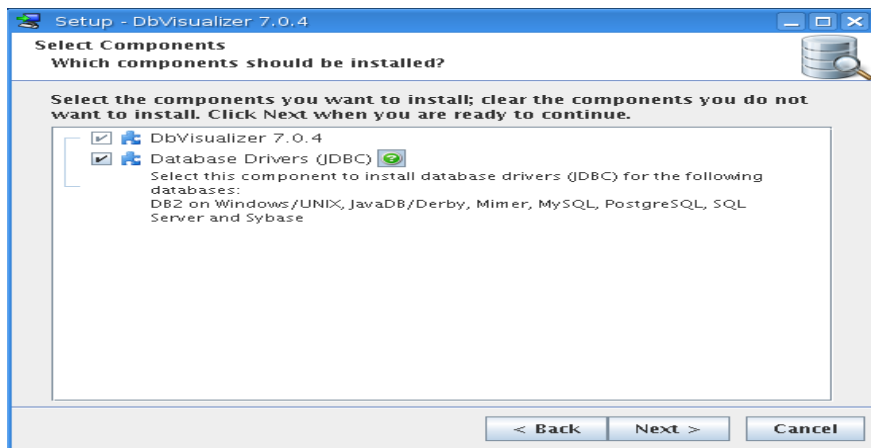 Setup - DbVisualizer 7.0.4
Select Components
Which components should be installed?
Select the components you want to install; clear the components you do not
want to install. Click Next when you are ready to continue.
DbVisualizer 7.0.4
Database Drivers (JDBC)
Select this component to install database drivers (JDBC) for the following
databases:
DB2 on Windows/UNIX, JavaDB/Derby, Mimer, MySQL, PostgreSQL, SQL
Server and Sybase
< Back
Next >
Cancel